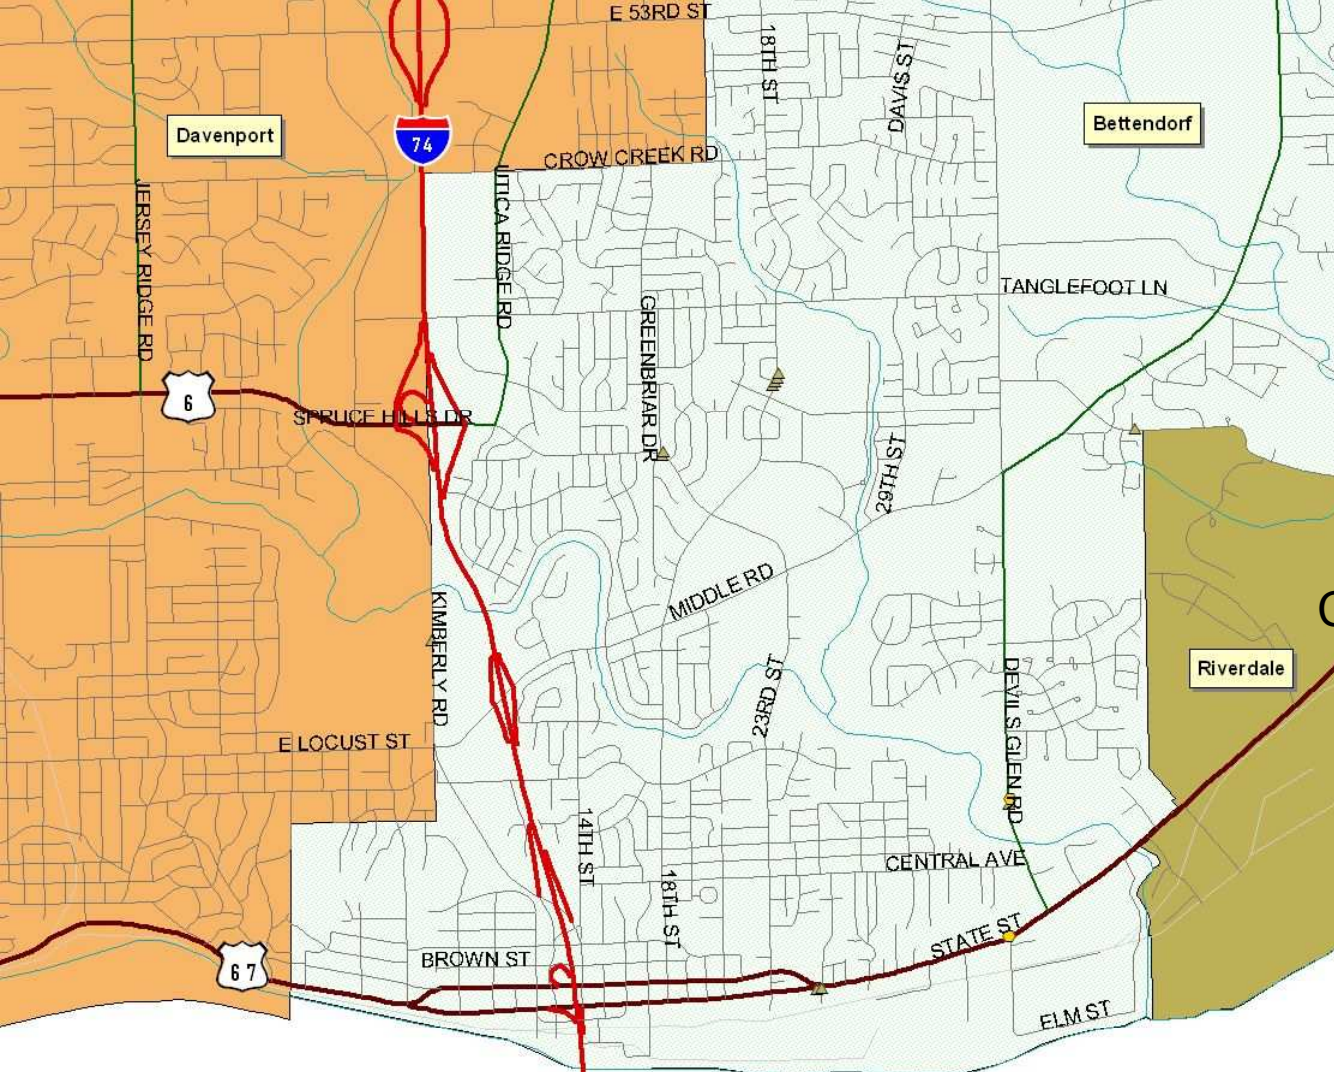 E 53RD ST
18TH ST
DAVIS ST
Davenport
Bettendorf
74
CROW CREEK RD
JERSEY RIDGE RD
UTICA RIDGE RD
TANGLEFOOT LN
GREENBRIAR DR
6
SPRUCE HILLS DR
29TH ST
MIDDLE RD
KIMBERLY RD
23RD ST
Riverdale
DEVILS GLEN RD
E LOCUST ST
14TH ST
CENTRAL AVE
18TH ST
STATE ST
BROWN ST
67
ELM ST